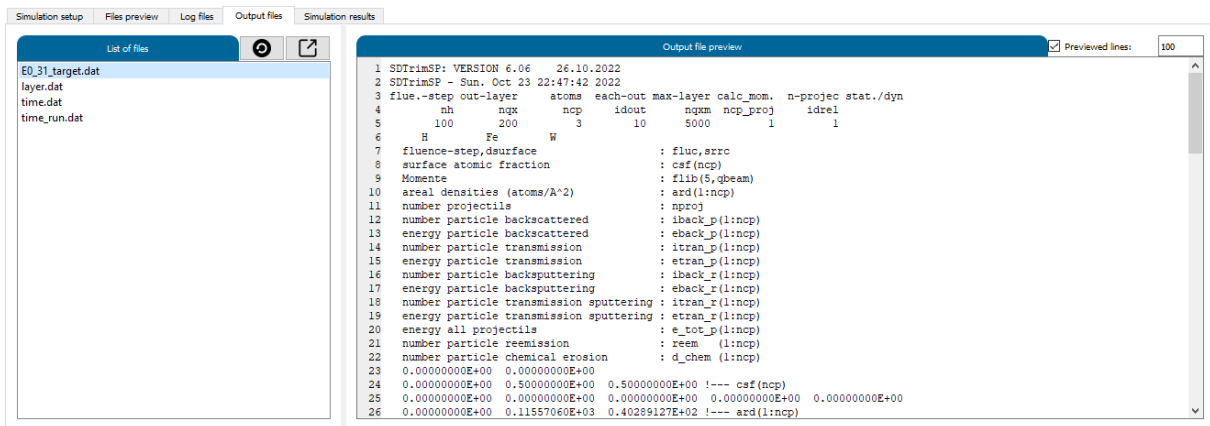 Simulation setup Files preview Log files Output files Simulation results
List of files
E0_31_target.dat
layer.dat
time.dat
time_run.dat
Output file preview
Previewed lines: 100
1 SDTrimSP: VERSION 6.06    26.10.2022
2 SDTrimSP - Sun. Oct 23 22:47:42 2022
3 flue.-step out-layer     atoms  each-out max-layer calc_mom.  n-projec stat./dyn
4        nh       nqx       ncp     idout      nqxm  ncp_proj     idrel
5       100       200         3        10      5000         1         1
6     H         Fe        W
7   fluence-step,dsurface                  : fluc,srrc
8   surface atomic fraction                : csf(ncp)
9   Momente                                : flib(5,qbeam)
10   areal densities (atoms/A^2)            : ard(1:ncp)
11   number projectils                      : nproj
12   number particle backscattered          : iback_p(1:ncp)
13   energy particle backscattered          : eback_p(1:ncp)
14   number particle transmission           : itran_p(1:ncp)
15   energy particle transmission           : etran_p(1:ncp)
16   number particle backsputtering         : iback_r(1:ncp)
17   energy particle backsputtering         : eback_r(1:ncp)
18   number particle transmission sputtering : itran_r(1:ncp)
19   energy particle transmission sputtering : etran_r(1:ncp)
20   energy all projectils                  : e_tot_p(1:ncp)
21   number particle reemission             : reem   (1:ncp)
22   number particle chemical erosion       : d_chem (1:ncp)
23   0.00000000E+00  0.00000000E+00
24   0.00000000E+00  0.50000000E+00  0.50000000E+00 !--- csf(ncp)
25   0.00000000E+00  0.00000000E+00  0.00000000E+00  0.00000000E+00  0.00000000E+00
26   0.00000000E+00  0.11557060E+03  0.40289127E+02 !--- ard(1:ncp)